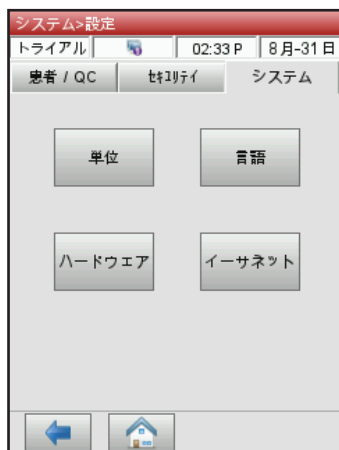 システム>設定
トライアル 02:33 P 8月-31日
患者 / QC ｾｷｭﾘﾃｨ システム
単位 言語
ハードウェア イーサネット